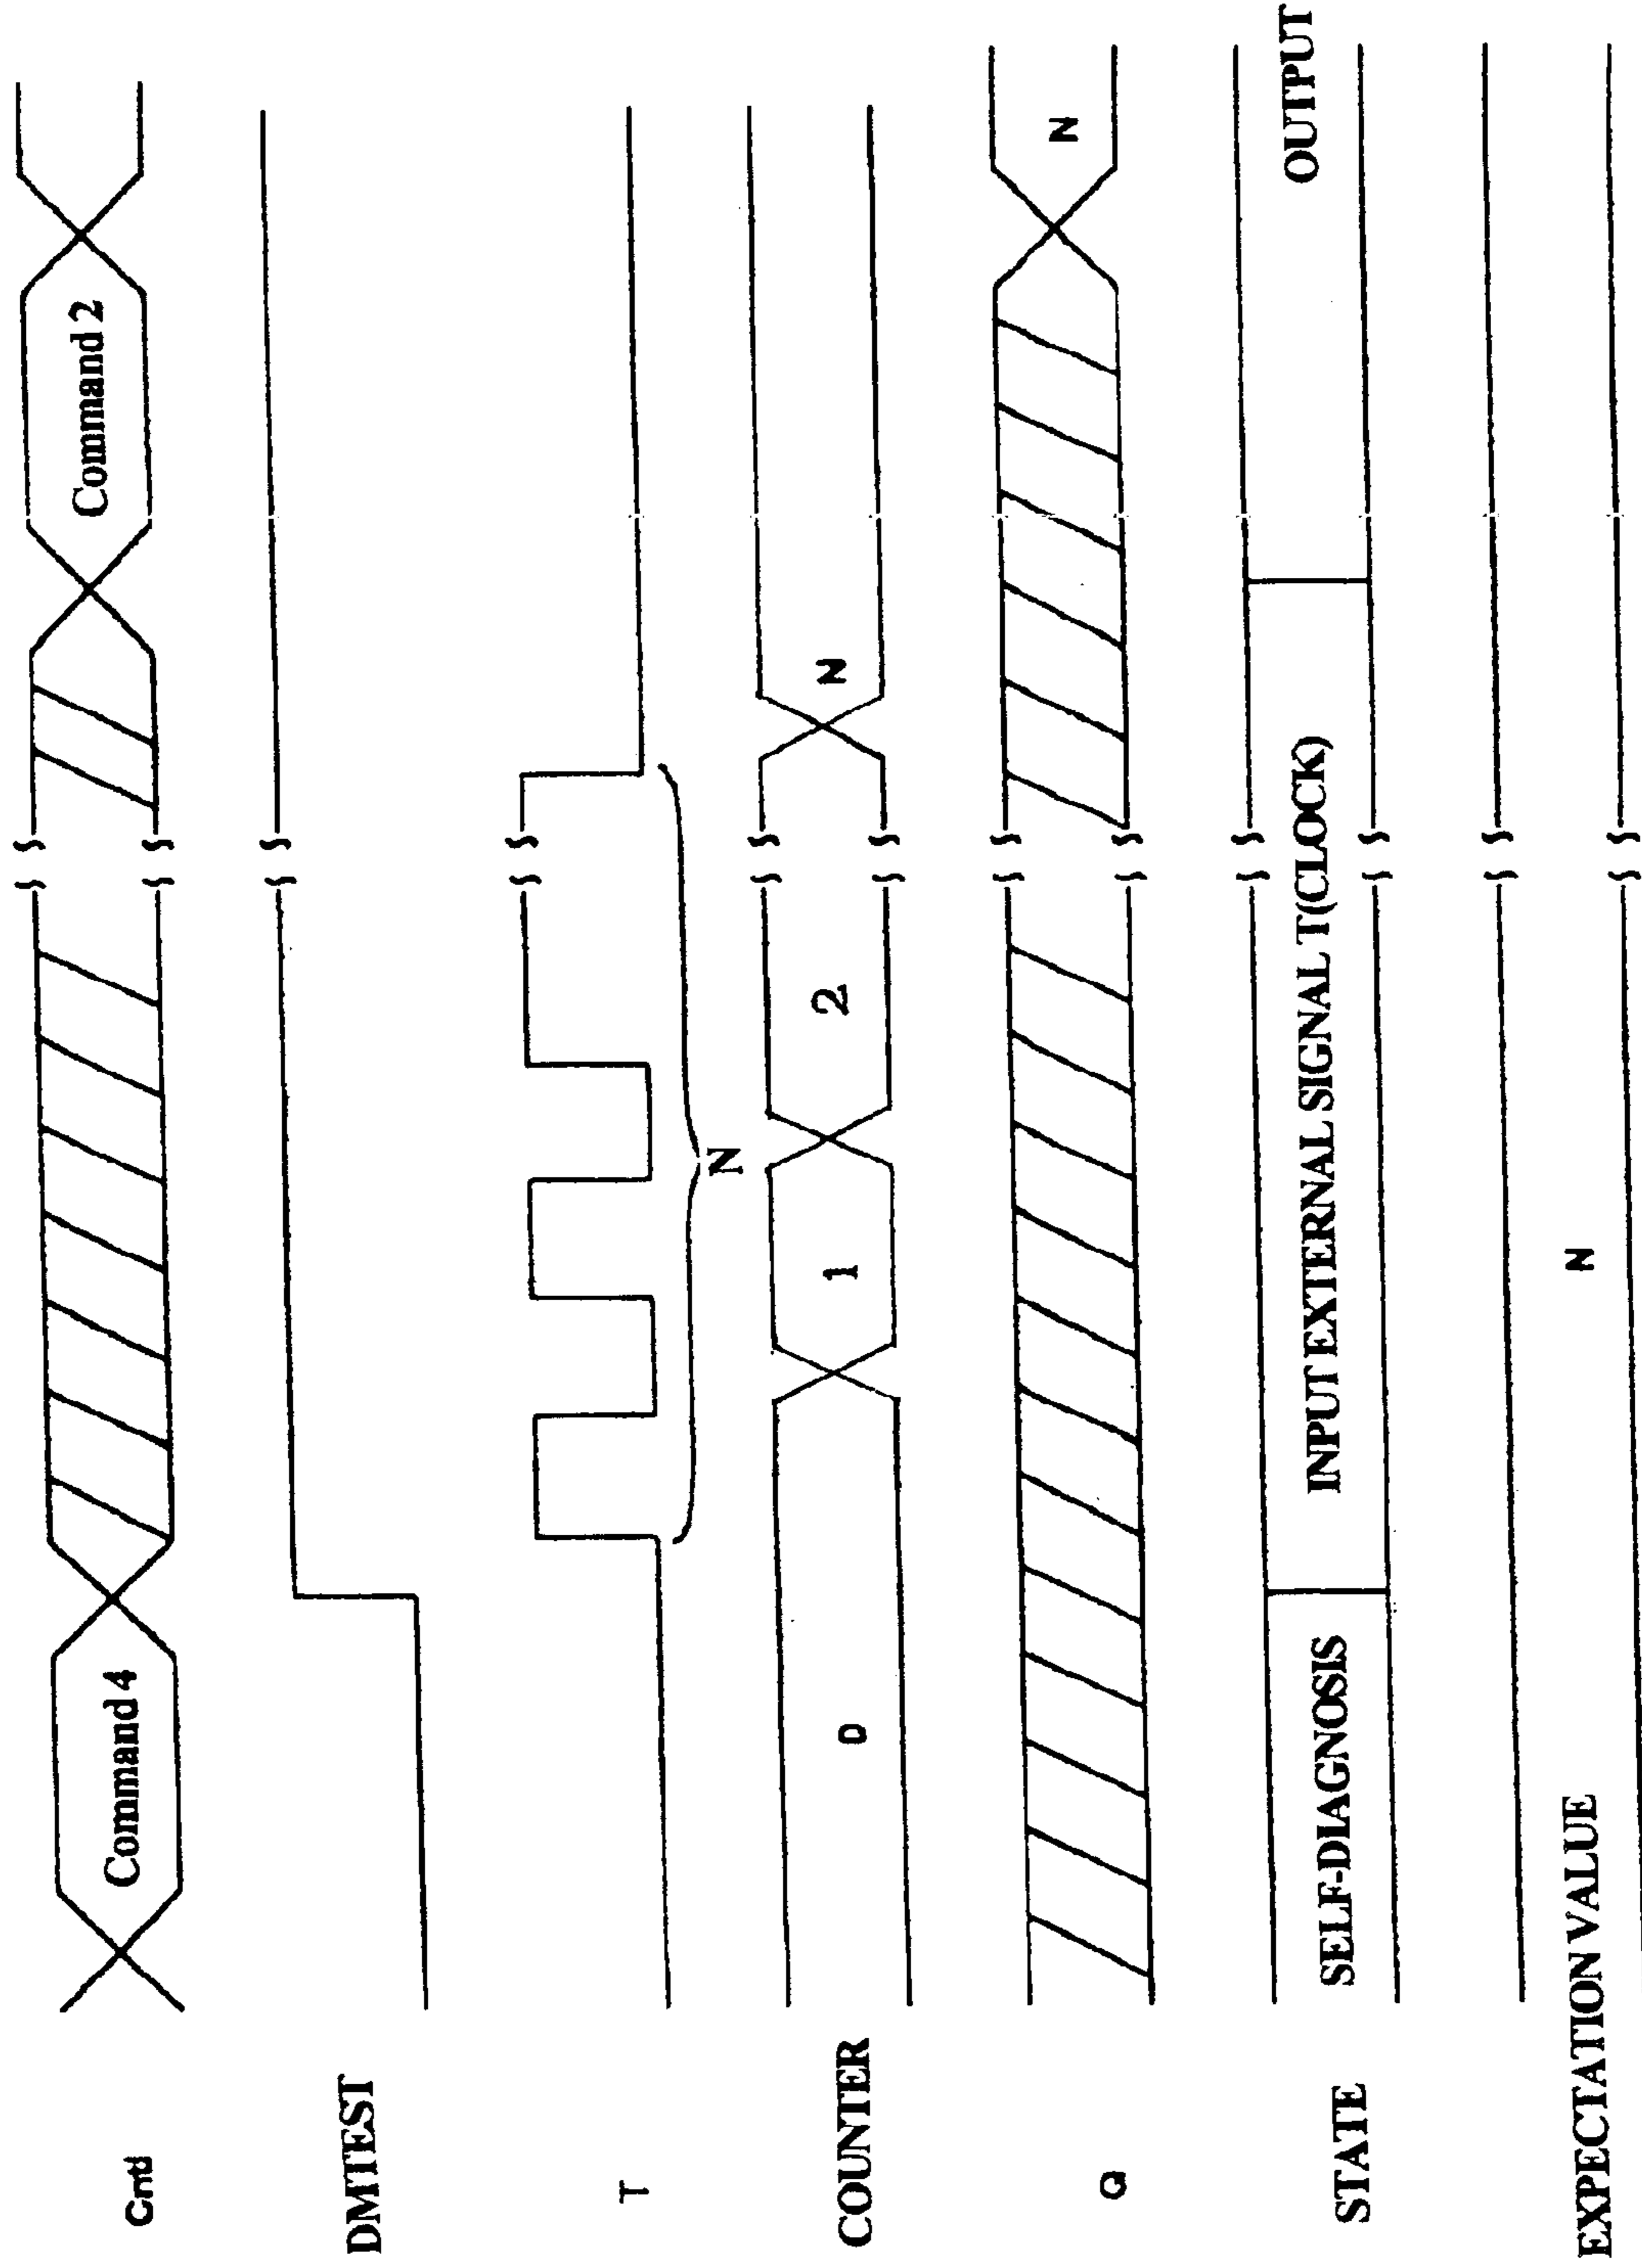 Cntl
Command 4
Command 2
DMTEST
T
N
COUNTER
0
1
2
N
Q
N
STATE
SELF-DIAGNOSIS
INPUT EXTERNAL SIGNAL T(CLOCK)
OUTPUT
EXPECTATION VALUE
N